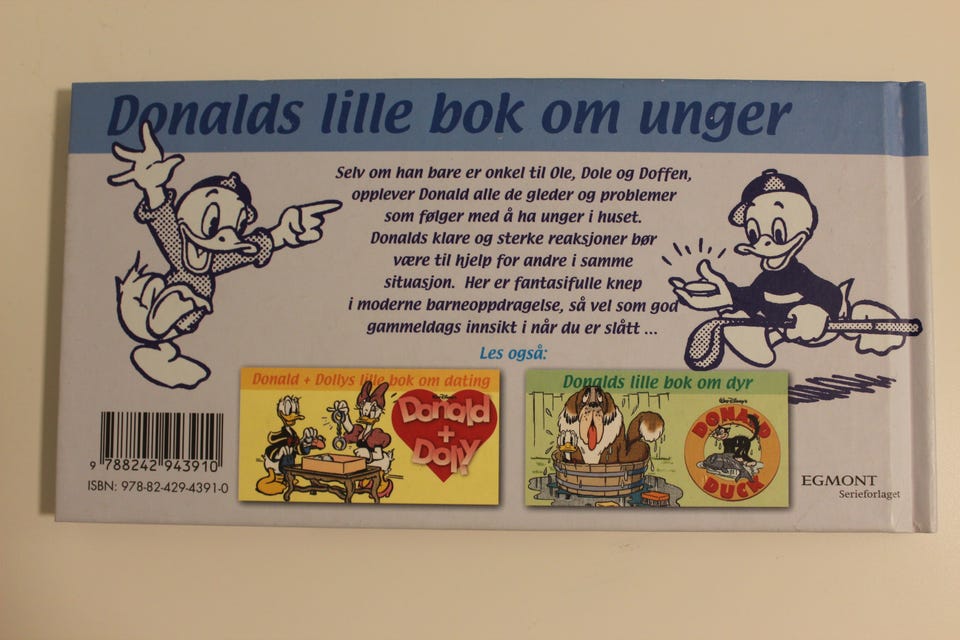 Donalds lille bok om unger
Selv om han bare er onkel til Ole, Dole og Doffen,
opplever Donald alle de gleder og problemer
som følger med å ha unger i huset.
Donalds klare og sterke reaksjoner bør
være til hjelp for andre i samme
situasjon. Her er fantasifulle knep
i moderne barneoppdragelse, så vel som god
gammeldags innsikt i når du er slått ...
Les også:
Donald + Dollys lille bok om dating
Walt Disney's
Donald
+
Dolly
Donalds lille bok om dyr
Walt Disney's
DONALD
DUCK
9 788242 943910
ISBN: 978-82-429-4391-0
EGMONT
Serieforlaget